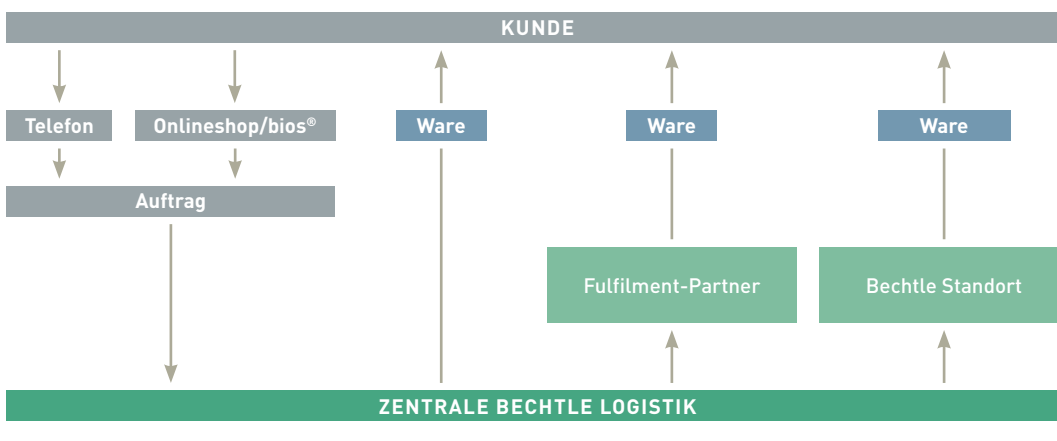 KUNDE
Telefon
Onlineshop/bios®
Ware
Ware
Ware
Auftrag
Fulfilment-Partner
Bechtle Standort
ZENTRALE BECHTLE LOGISTIK